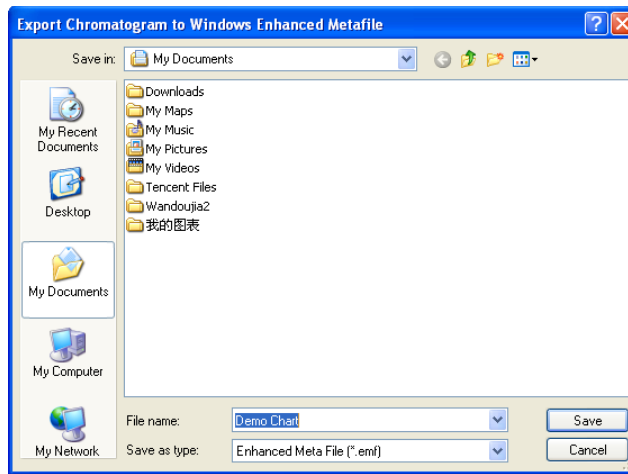 Export Chromatogram to Windows Enhanced Metafile
Save in:
My Documents
My Recent
Documents
Desktop
My Documents
My Computer
My Network
Downloads
My Maps
My Music
My Pictures
My Videos
Tencent Files
Wandoujia2
我的图表
File name:
Demo Chart
Save
Save as type:
Enhanced Meta File (*.emf)
Cancel